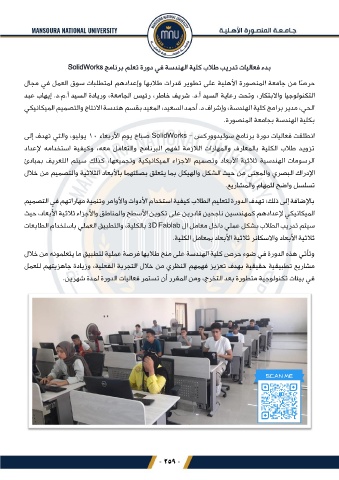 MANSOURA NATIONAL UNIVERSITY
جامعة المنصورة الأهلية
MNU
بدء فعاليات تدريب طلاب كلية الهندسة في دورة تعلم برنامج SolidWorks
حرصًا من جامعة المنصورة الأهلية على تطوير قدرات طلابها وإعدادهم لمتطلبات سوق العمل في مجال
التكنولوجيا والابتكار، وتحت رعاية السيد أ.د. شريف خاطر، رئيس الجامعة، وريادة السيد أ.م.د. إيهاب عبد
الحي، مدير برامج كلية الهندسة، وإشراف د. أحمد السعيد، المعيد بقسم هندسة الانتاج والتصميم الميكانيكي
بكلية الهندسة بجامعة المنصورة.
انطلقت فعاليات دورة برنامج سوليدووركس – SolidWorks صباح يوم الأربعاء ١٠ يوليو، والتي تهدف إلى
تزويد طلاب الكلية بالمعارف والمهارات اللازمة لفهم البرنامج والتعامل معه، وكيفية استخدامه لإعداد
الرسومات الهندسية ثلاثية الأبعاد وتصميم الأجزاء الميكانيكية وتجميعها، كذلك سيتم التعريف بمبادئ
الإدراك البصري والمعنى من حيث الشكل والهيكل بما يتعلق بصلتهما بالأبعاد الثلاثية والتصميم من خلال
تسلسل واضح للمهام والمشاريع.
بالإضافة إلى ذلك؛ تهدف الدورة لتعليم الطلاب كيفية استخدام الأدوات والأوامر وتنمية مهاراتهم في التصميم
الميكانيكي لإعدادهم كمهندسين ناجحين قادرين على تكوين الأسطح والمناطق والأجزاء ثلاثية الأبعاد، حيث
سيتم تدريب الطلاب بشكل عملي داخل معامل ال 3D Fablab بالكلية، والتطبيق العملي باستخدام الطابعات
ثلاثية الأبعاد والاسكانر ثلاثية الأبعاد بمعامل الكلية.
وتأتي هذه الدورة في ضوء حرص كلية الهندسة على منح طلابها فرصة عملية لتطبيق ما يتعلمونه من خلال
مشاريع تطبيقية حقيقية بهدف تعزيز فهمهم النظري من خلال التجربة الفعلية، وزيادة جاهزيتهم للعمل
في بيئات تكنولوجية متطورة بعد التخرج، ومن المقرر أن تستمر فعاليات الدورة لمدة شهرين.
SCAN ME
- ٢٥٩ -